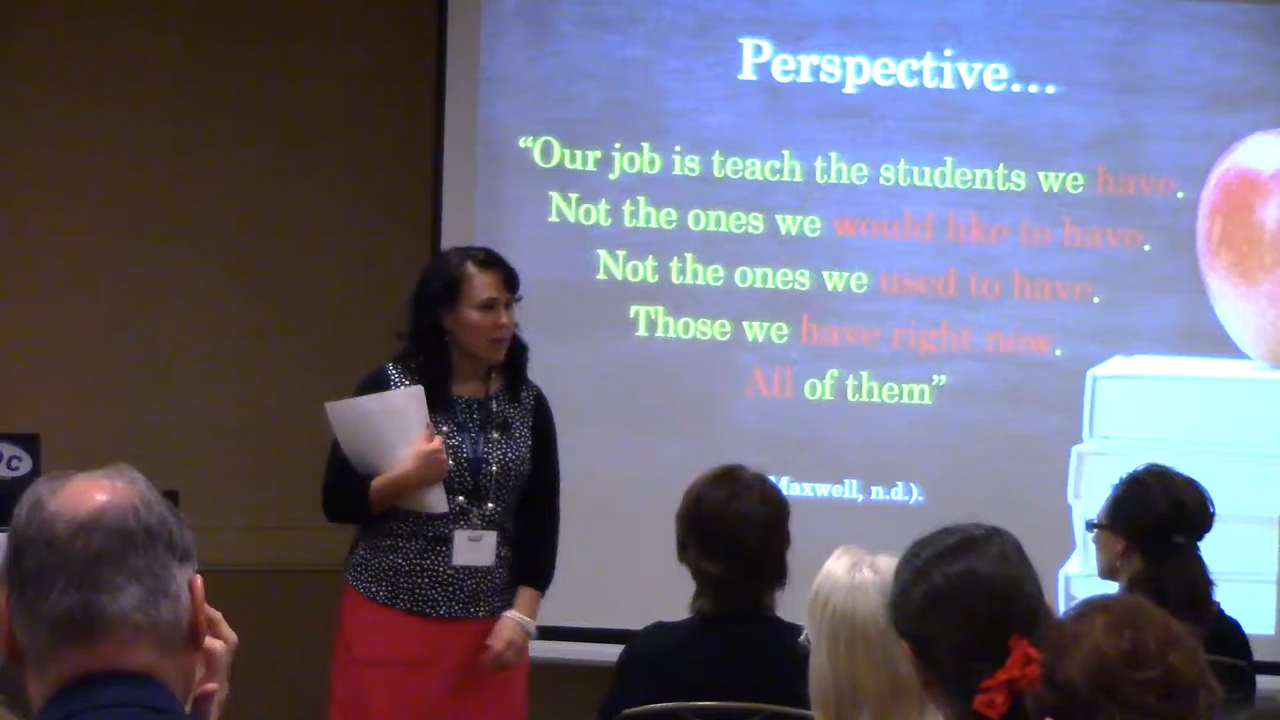 Perspective...
“Our job is teach the students we have.
Not the ones we would like to have.
Not the ones we used to have.
Those we have right now.
All of them”
Maxwell, n.d.).